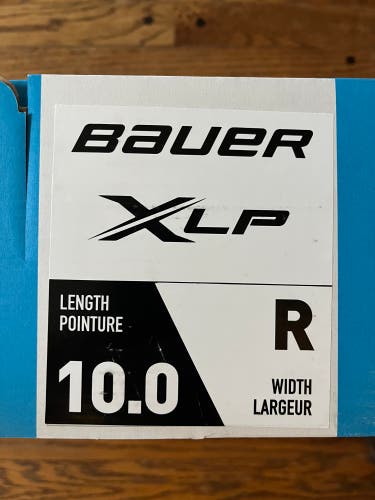 BAUER
XLP
LENGTH
POINTURE
10.0
R
WIDTH
LARGEUR